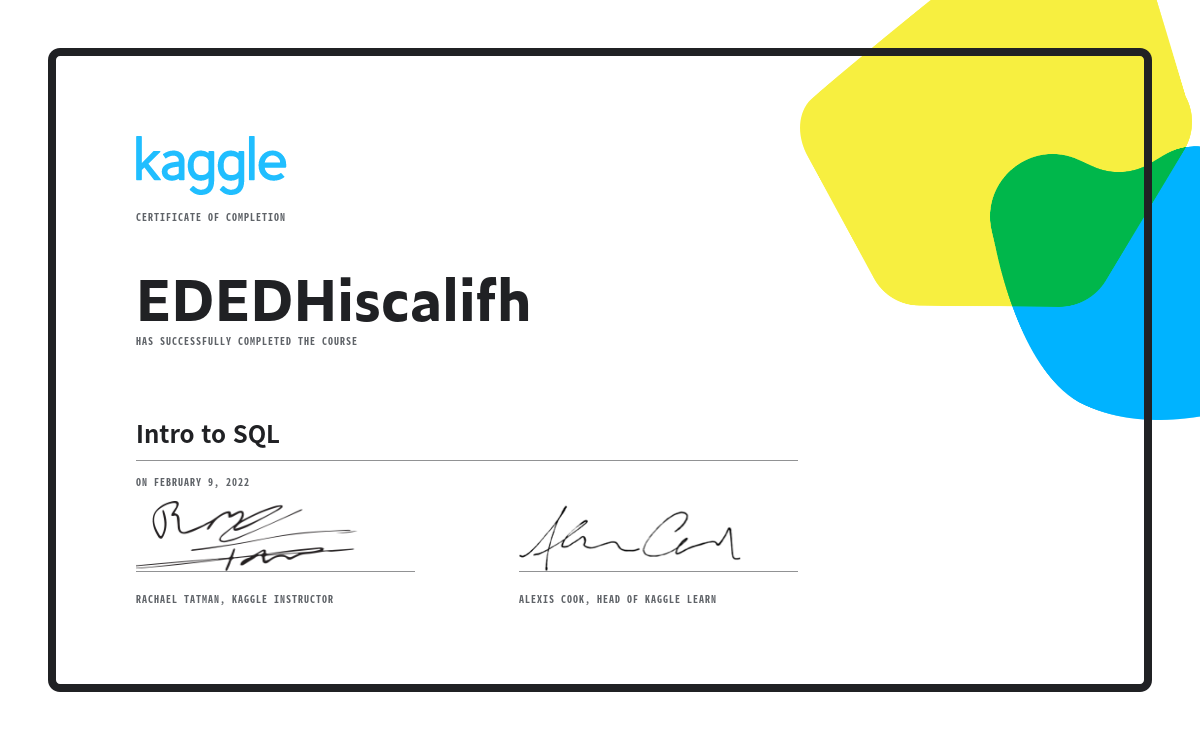 kaggle
CERTIFICATE OF COMPLETION
EDEDHiscalifh
HAS SUCCESSFULLY COMPLETED THE COURSE
Intro to SQL
ON FEBRUARY 9, 2022
RACHAEL TATMAN, KAGGLE INSTRUCTOR
ALEXIS COOK, HEAD OF KAGGLE LEARN